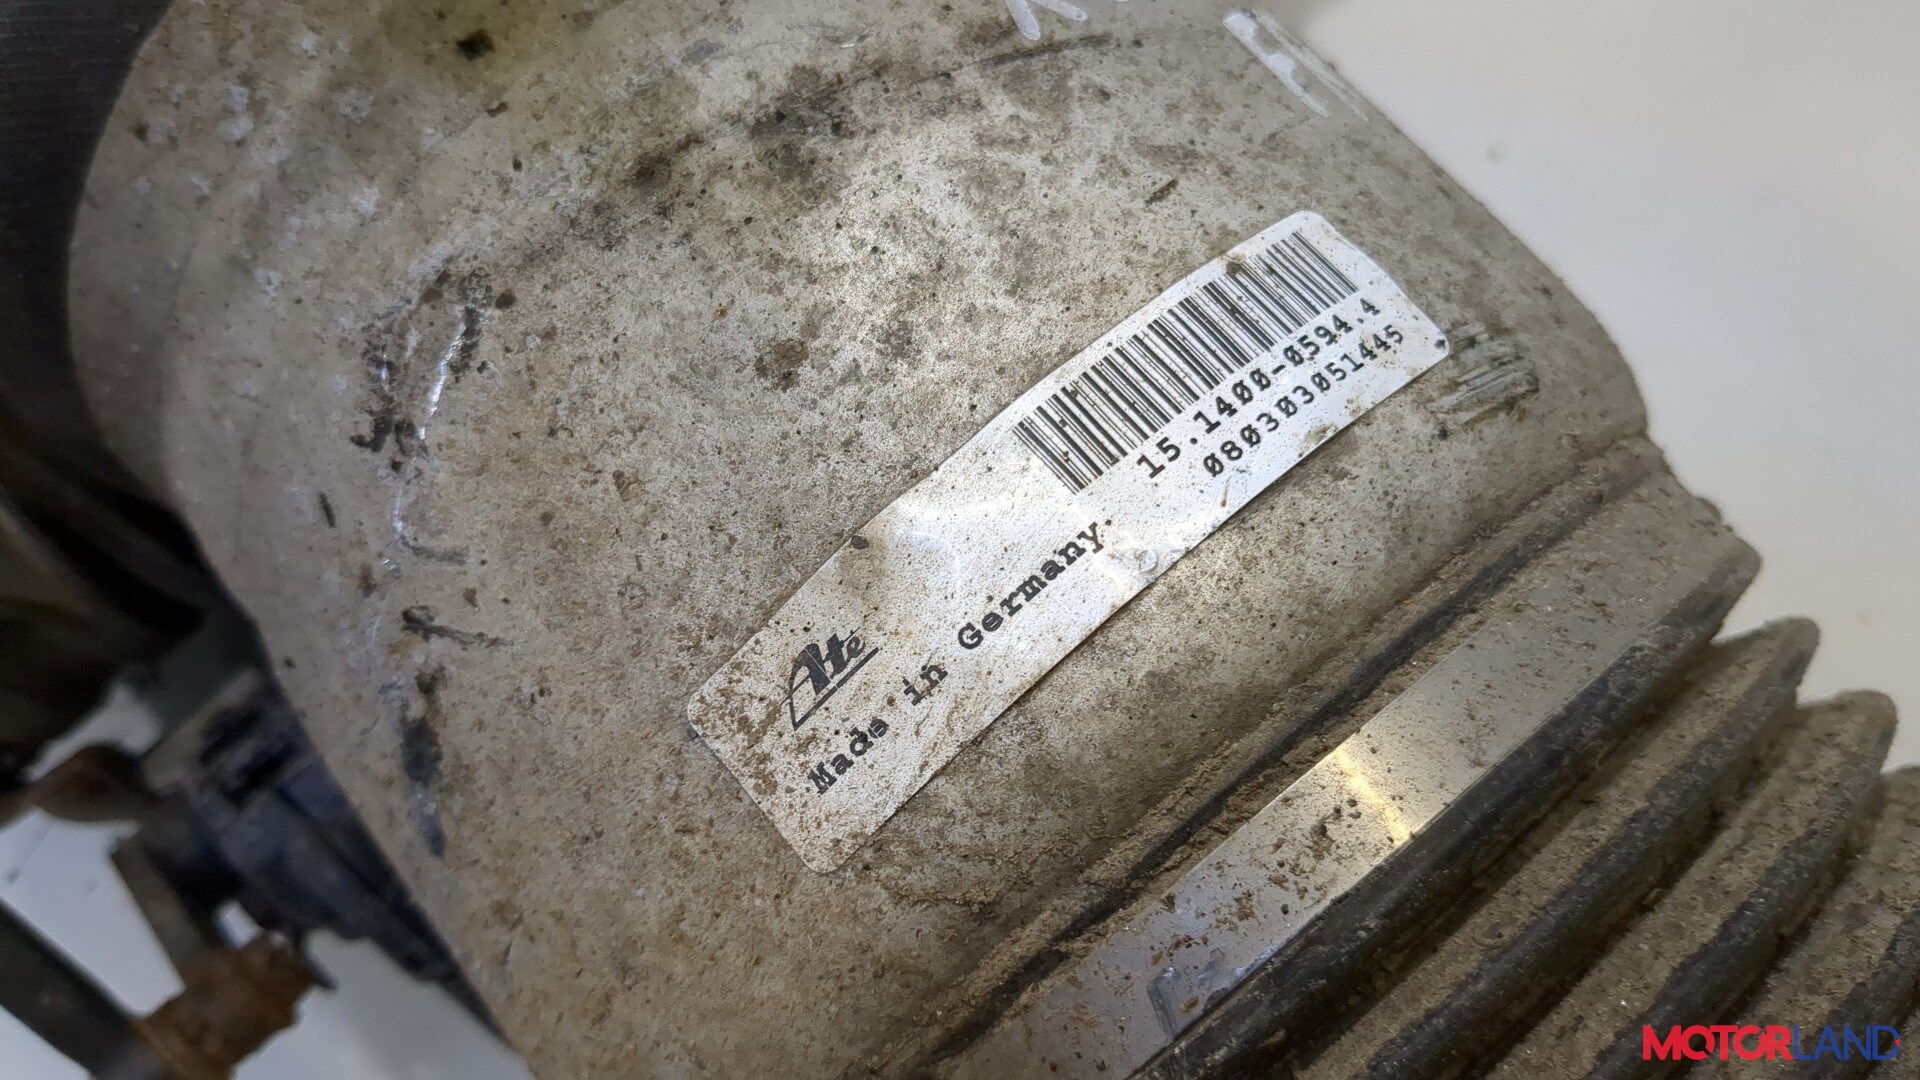 15.1400-0594.4
080303051445
Ate
Made in Germany.
MOTORLAND